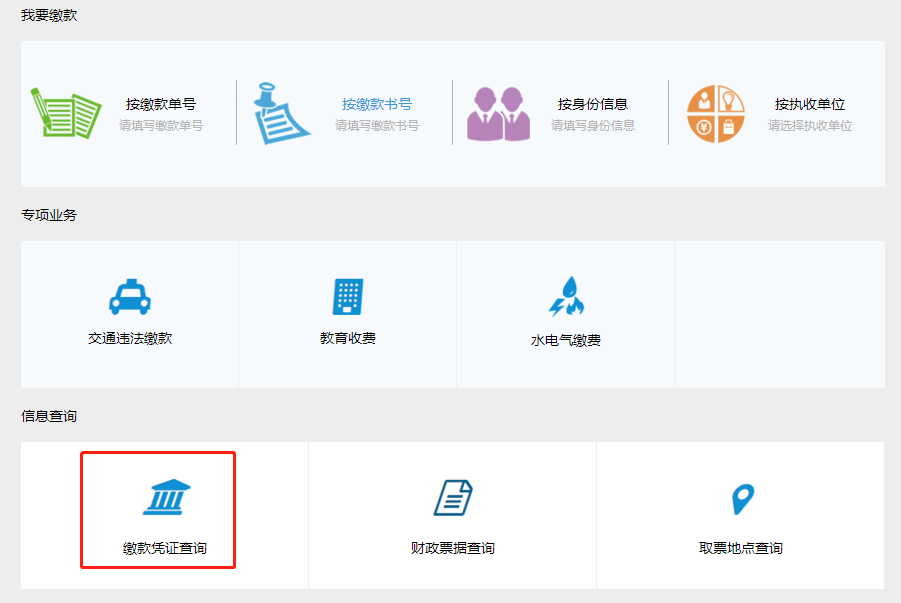 我要缴款
按缴款单号
请填写缴款单号
按缴款书号
请填写缴款书号
按身份信息
请填写身份信息
按执收单位
请选择执收单位
专项业务
交通违法缴款
教育收费
水电气缴费
信息查询
缴款凭证查询
财政票据查询
取票地点查询